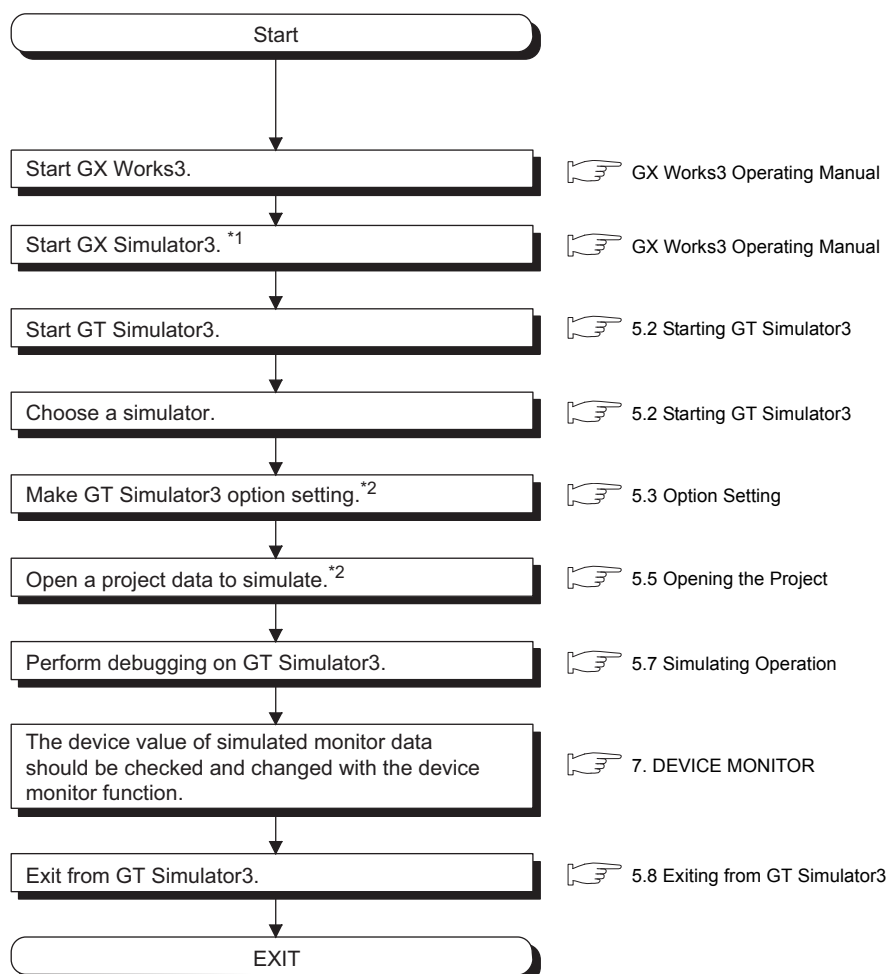 Start
Start GX Works3.
GX Works3 Operating Manual
Start GX Simulator3. *1
GX Works3 Operating Manual
Start GT Simulator3.
5.2 Starting GT Simulator3
Choose a simulator.
5.2 Starting GT Simulator3
Make GT Simulator3 option setting.*2
5.3 Option Setting
Open a project data to simulate.*2
5.5 Opening the Project
Perform debugging on GT Simulator3.
5.7 Simulating Operation
The device value of simulated monitor data
should be checked and changed with the device
monitor function.
7. DEVICE MONITOR
Exit from GT Simulator3.
5.8 Exiting from GT Simulator3
EXIT